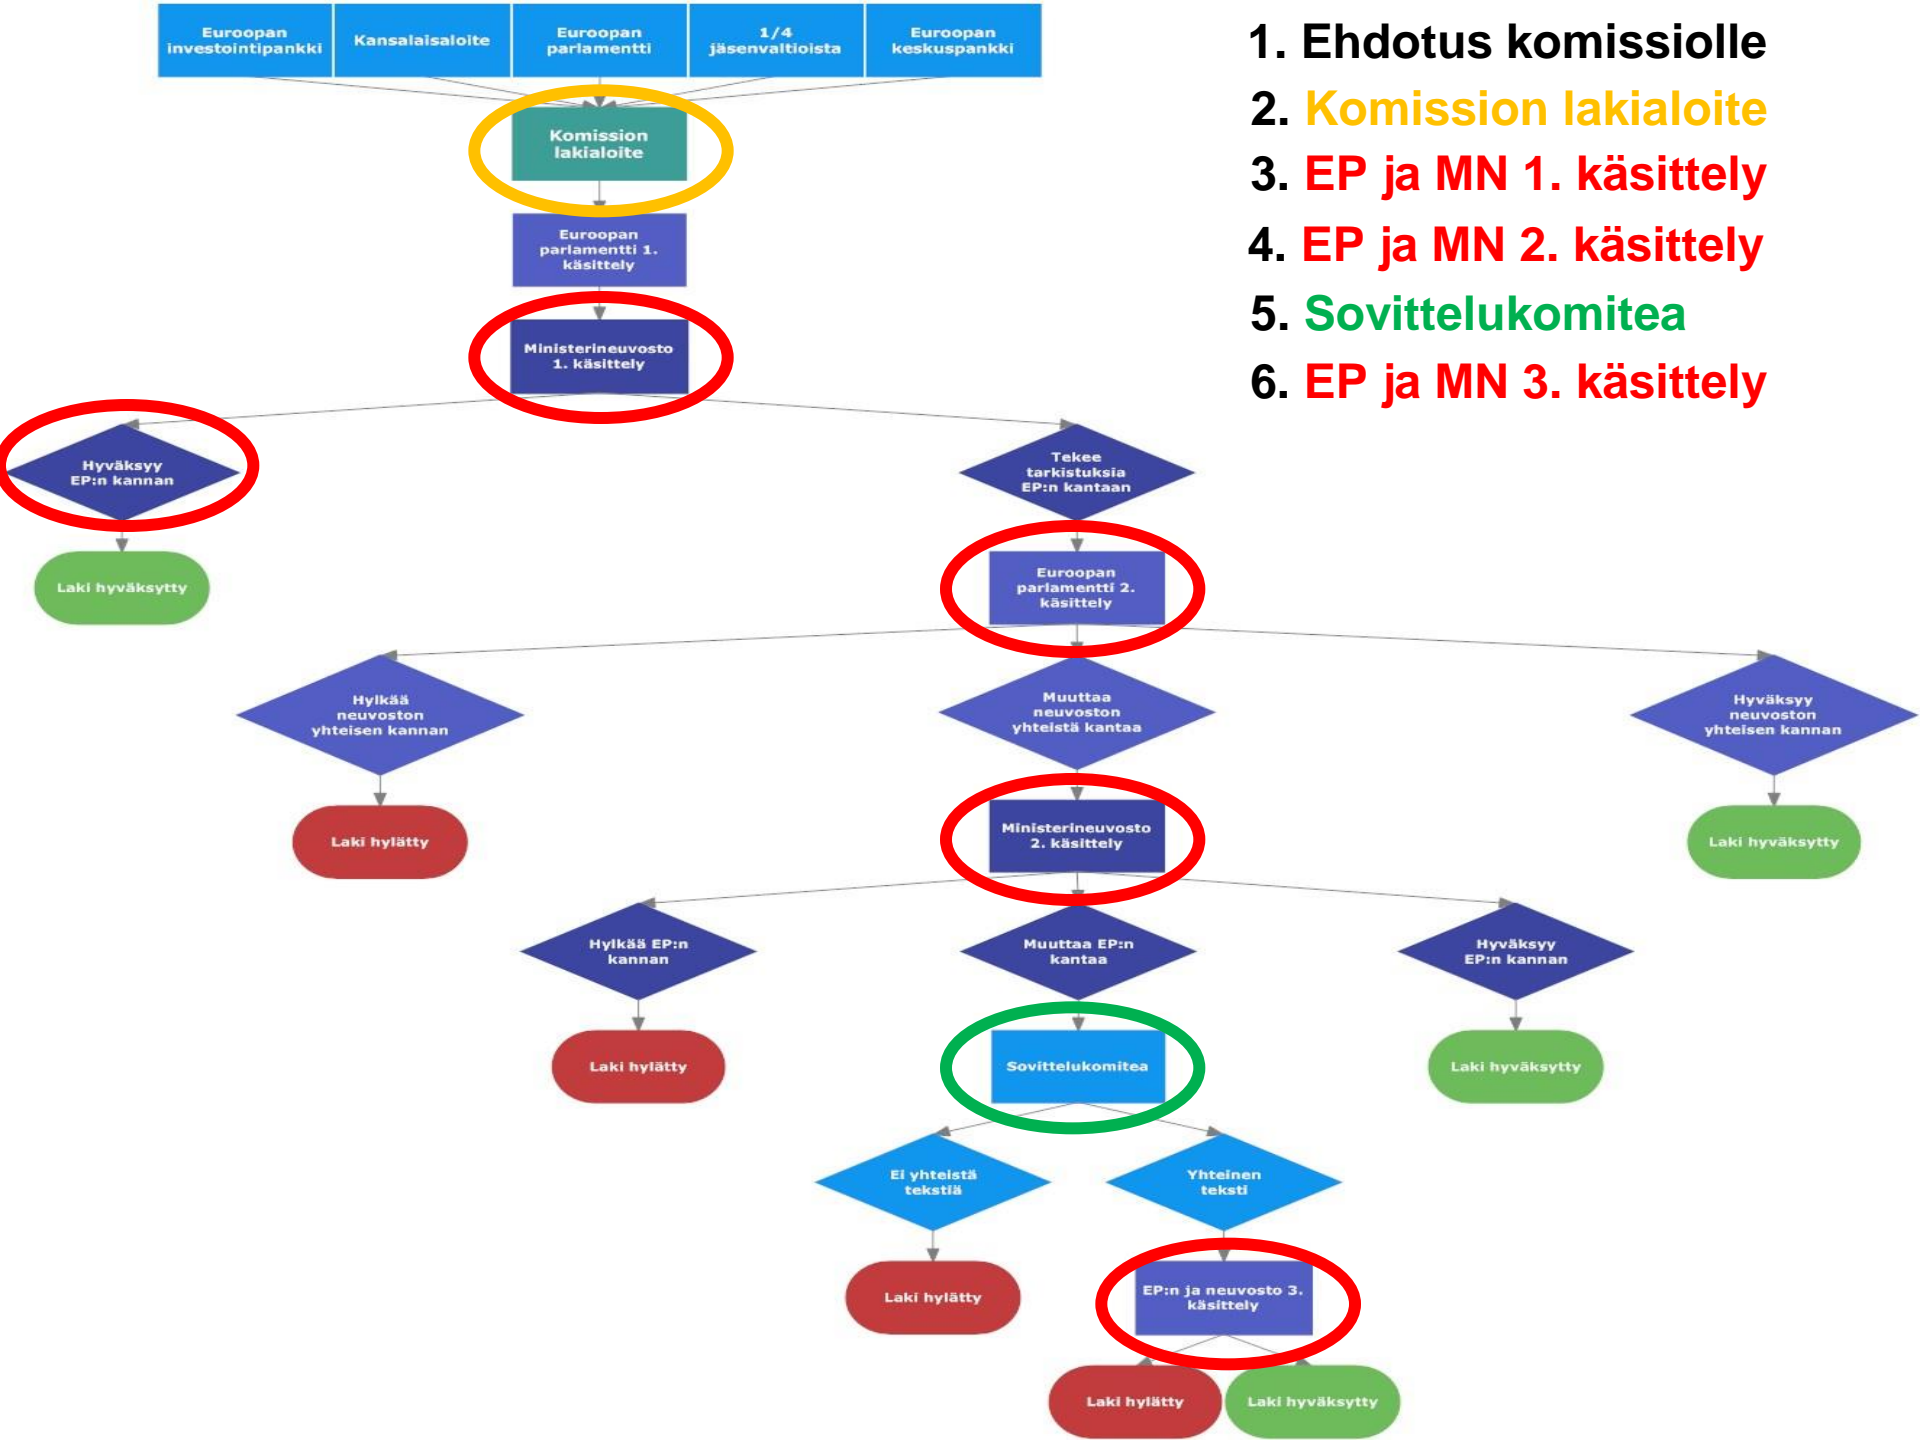 Euroopan
investointipankki
Kansalaisaloite
Euroopan
parlamentti
1/4
jäsenvaltioista
Euroopan
keskuspankki
1. Ehdotus komissiolle
2. Komission lakialoite
3. EP ja MN 1. käsittely
4. EP ja MN 2. käsittely
5. Sovittelukomitea
6. EP ja MN 3. käsittely
Komission
lakialoite
Euroopan
parlamentti 1.
käsittely
Ministerineuvosto
1. käsittely
Hyväksyy
EP:n kannan
Tekee
tarkistuksia
EP:n kantaan
Laki hyväksytty
Euroopan
parlamentti 2.
käsittely
Hylkää
neuvoston
yhteisen kannan
Muuttaa
neuvoston
yhteistä kantaa
Hyväksyy
neuvoston
yhteisen kannan
Laki hylätty
Ministerineuvosto
2. käsittely
Laki hyväksytty
Hylkää EP:n
kannan
Muuttaa EP:n
kantaa
Hyväksyy
EP:n kannan
Laki hylätty
Sovittelukomitea
Laki hyväksytty
Ei yhteistä
tekstiä
Yhteinen
teksti
Laki hylätty
EP:n ja neuvosto 3.
käsittely
Laki hylätty
Laki hyväksytty